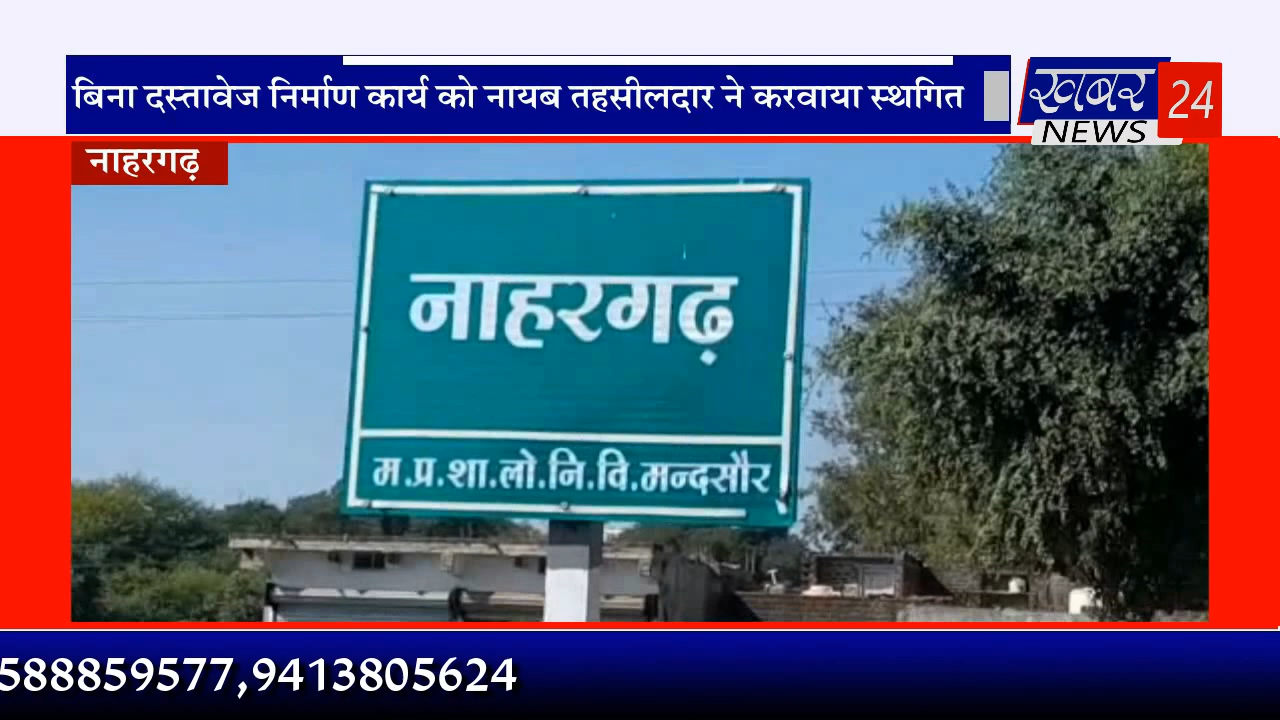 बिना दस्तावेज निर्माण कार्य को नायब तहसीलदार ने करवाया स्थगित
खबर
24
NEWS
नाहरगढ़
नाहरगढ़
म.प्र.शा.लो.नि.वि.मन्दसौर
588859577,9413805624